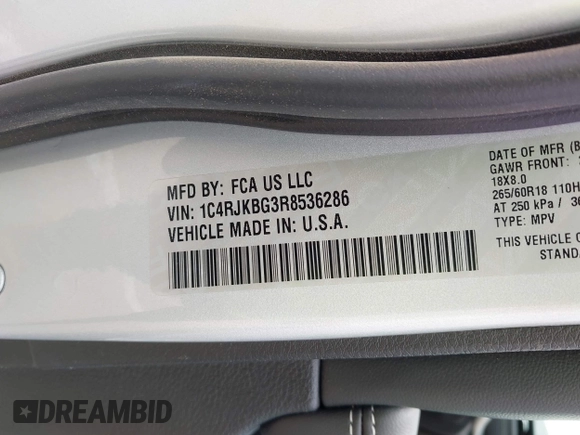 MFD BY: FCA US LLC
VIN: 1C4RJKBG3R8536286
VEHICLE MADE IN: U.S.A.
DATE OF MFR (B
GAWR FRONT:
18X8.0
265/60R18 110H
AT 250 kPa / 36
TYPE: MPV
THIS VEHICLE
STANDA
DREAMBID